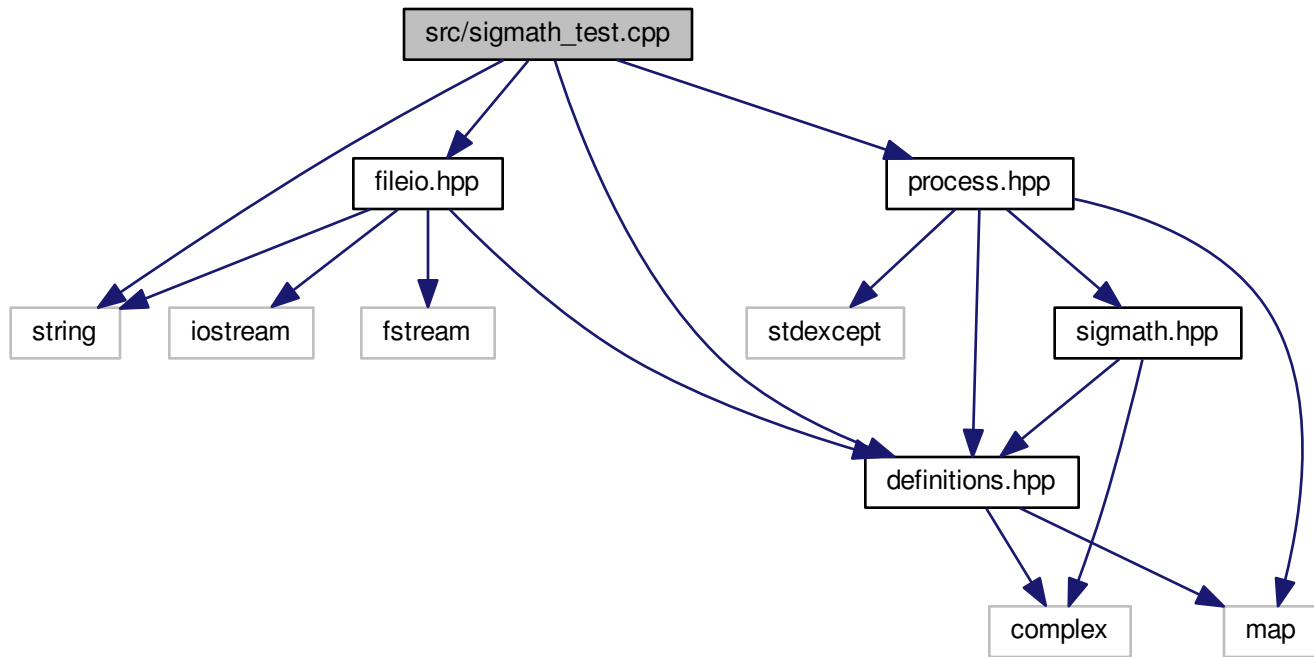 src/sigmath_test.cpp
fileio.hpp
process.hpp
string
iostream
fstream
stdexcept
sigmath.hpp
definitions.hpp
complex
map